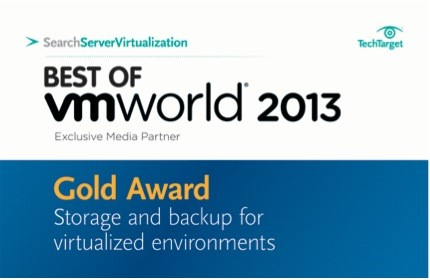 SearchServerVirtualization
TechTarget
BEST OF
vmworld® 2013
Exclusive Media Partner
Gold Award
Storage and backup for
virtualized environments